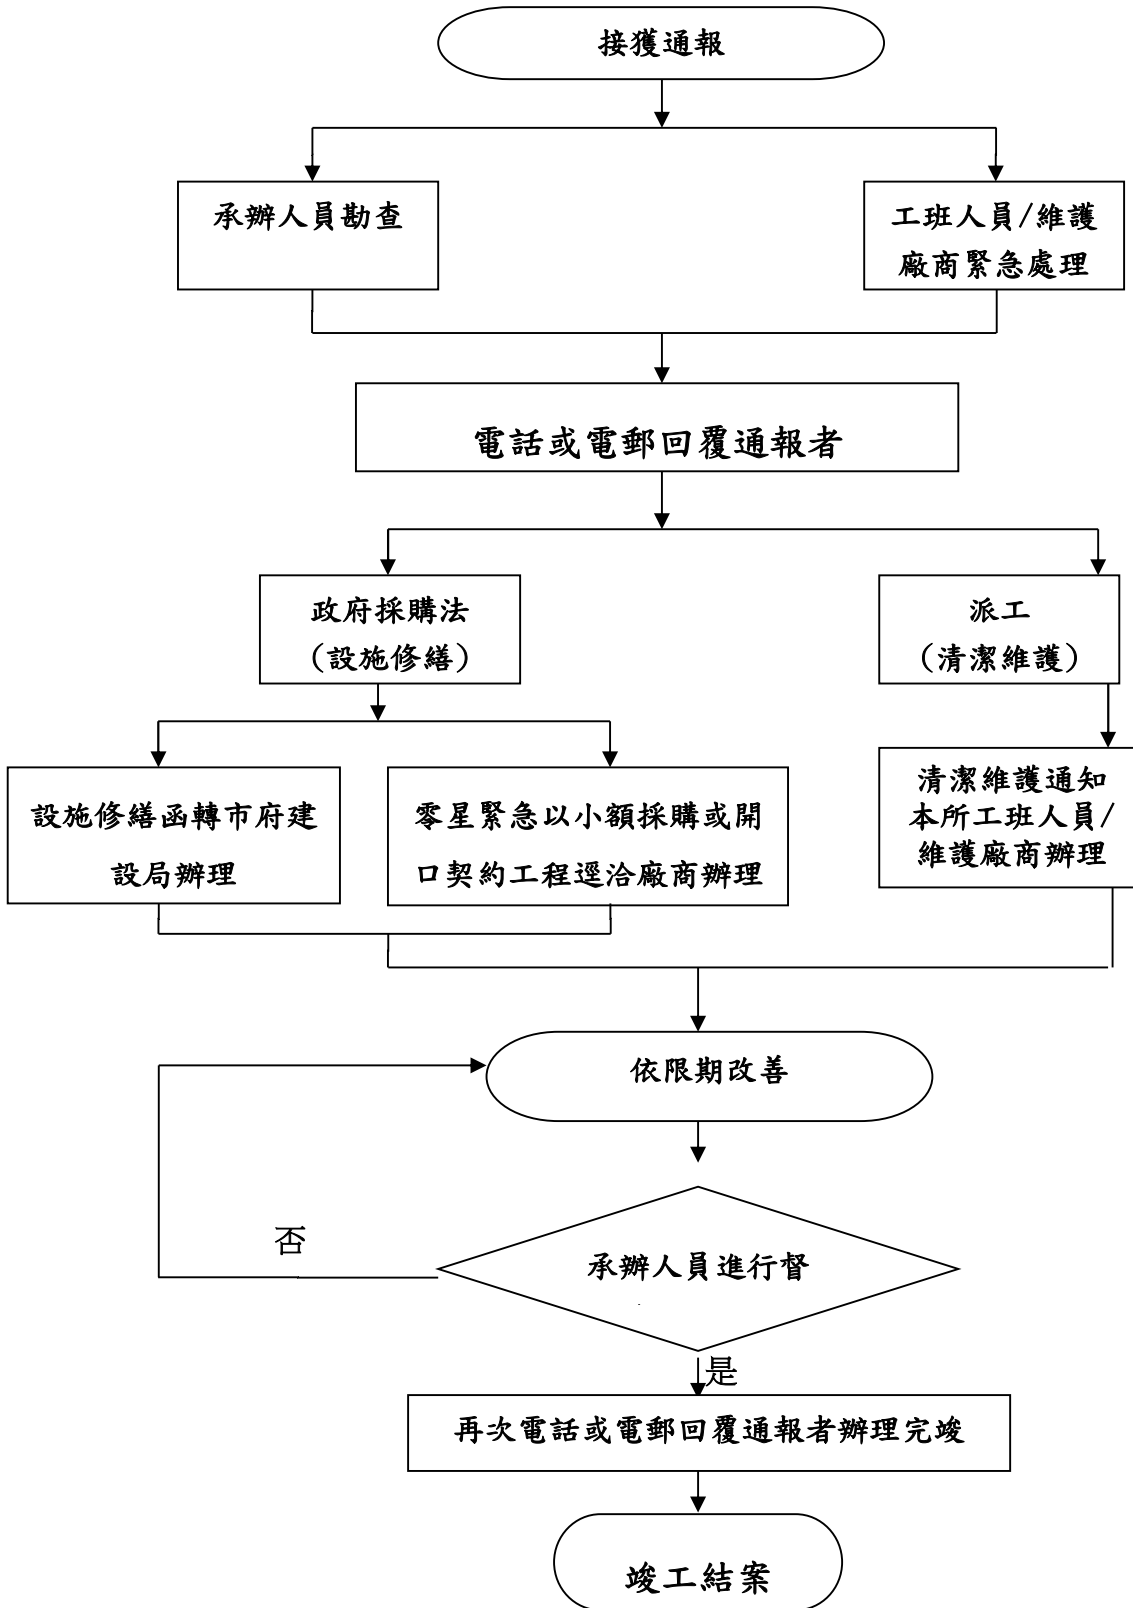 接獲通報
承辦人員勘查
工班人員/維護
廠商緊急處理
電話或電郵回覆通報者
政府採購法
(設施修繕)
派工
(清潔維護)
設施修繕函轉市府建
設局辦理
零星緊急以小額採購或開
口契約工程逕洽廠商辦理
清潔維護通知
本所工班人員/
維護廠商辦理
依限期改善
否
承辦人員進行督
是
再次電話或電郵回覆通報者辦理完竣
竣工結案